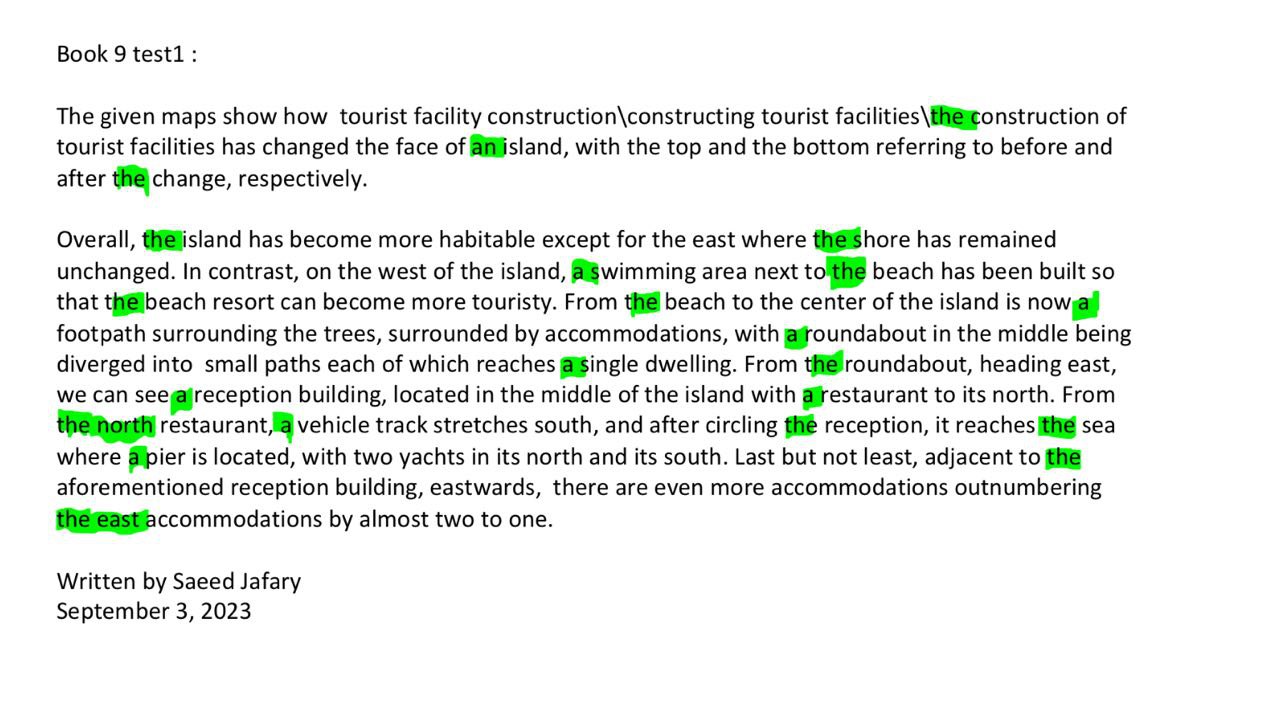 Book 9 test1 :
The given maps show how  tourist facility construction\constructing tourist facilities\the construction of
tourist facilities has changed the face of an island, with the top and the bottom referring to before and
after the change, respectively.
Overall, the island has become more habitable except for the east where the shore has remained
unchanged. In contrast, on the west of the island, a swimming area next to the beach has been built so
that the beach resort can become more touristy. From the beach to the center of the island is now a
footpath surrounding the trees, surrounded by accommodations, with a roundabout in the middle being
diverged into  small paths each of which reaches a single dwelling. From the roundabout, heading east,
we can see a reception building, located in the middle of the island with a restaurant to its north. From
the north restaurant, a vehicle track stretches south, and after circling the reception, it reaches the sea
where a pier is located, with two yachts in its north and its south. Last but not least, adjacent to the
aforementioned reception building, eastwards,  there are even more accommodations outnumbering
the east accommodations by almost two to one.
Written by Saeed Jafary
September 3, 2023